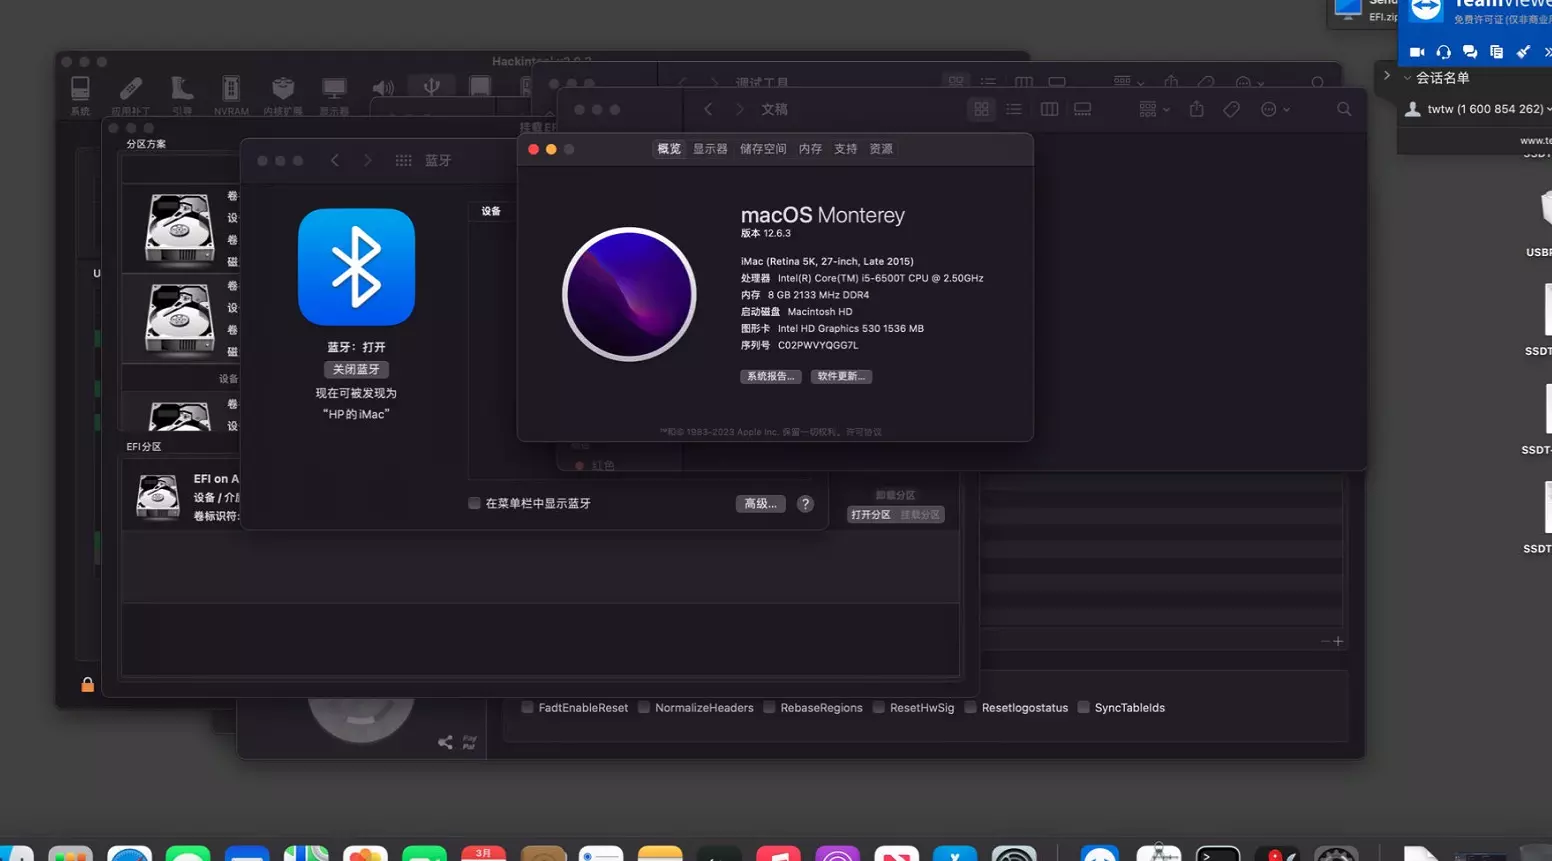 Send
EFI.zip
TeamViewer
免费许可证(仅非商业用
会话名单
twtw (1 600 854 262)
www.te
Hackintool
系统
应用补丁
引导
NVRAM
内核扩展
显示器
调试工具
文稿
挂载EF
分区方案
卷
设
卷
磁
卷
设
卷
磁
设备
卷
设
EFI分区
EFI on A
设备 / 介质
卷标识符:
U
蓝牙
设备
蓝牙：打开
关闭蓝牙
现在可被发现为
“HP的iMac”
在菜单栏中显示蓝牙
高级...
?
卸载分区
打开分区
挂载分区
概览
显示器
储存空间
内存
支持
资源
macOS Monterey
版本 12.6.3
iMac (Retina 5K, 27-inch, Late 2015)
处理器 Intel(R) Core(TM) i5-6500T CPU @ 2.50GHz
内存 8 GB 2133 MHz DDR4
启动磁盘 Macintosh HD
图形卡 Intel HD Graphics 530 1536 MB
序列号 C02PWVYQGG7L
系统报告...
软件更新...
™和© 1983-2023 Apple Inc. 保留一切权利。许可协议
红色
FadtEnableReset
NormalizeHeaders
RebaseRegions
ResetHwSig
Resetlogostatus
SyncTableIds
Pay
Pal
USBP
SSDT
SSDT-
SSDT
3月